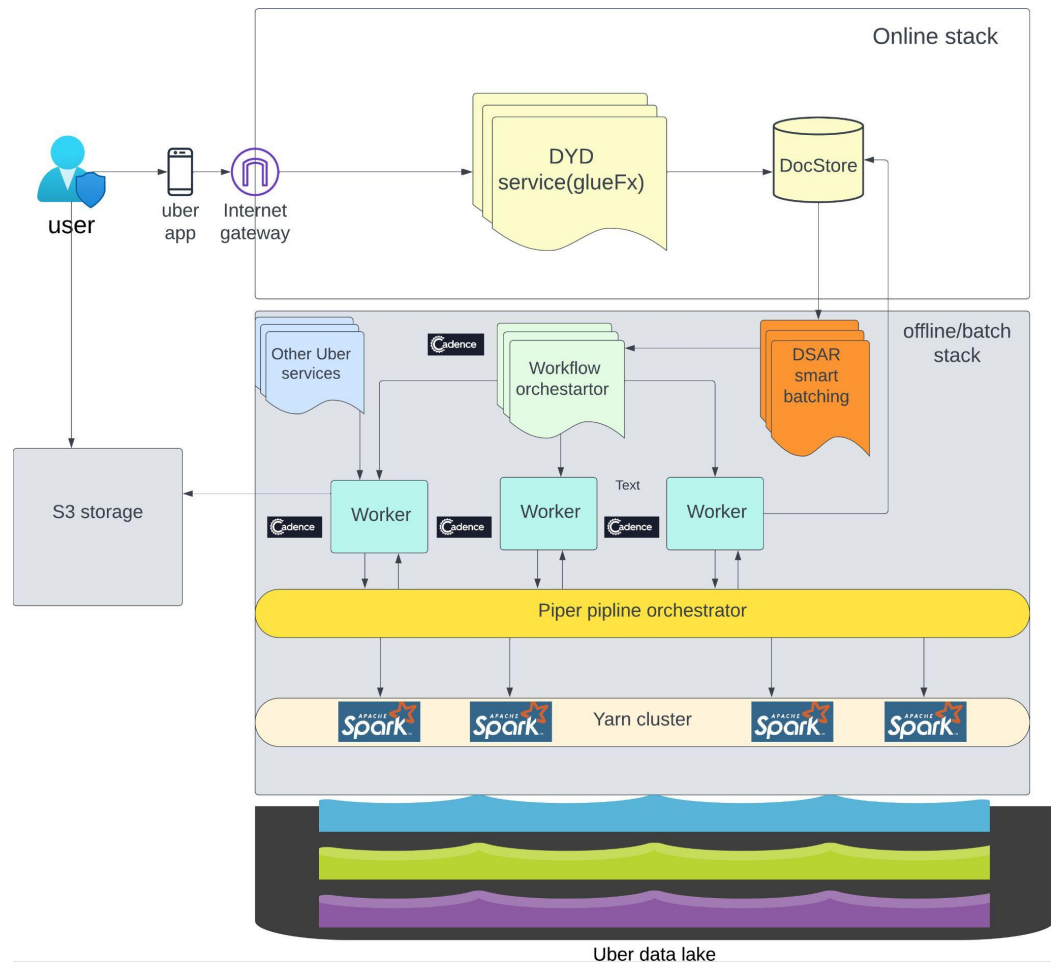 Online stack
DYD
service(glueFx)
DocStore
user
uber
app
Internet
gateway
offline/batch
stack
Other Uber
services
Cadence
Workflow
orchestartor
DSAR
smart
batching
S3 storage
Text
Worker
Worker
Worker
Cadence
Cadence
Cadence
Piper pipline orchestrator
APACHE
Spark
APACHE
Spark
Yarn cluster
APACHE
Spark
APACHE
Spark
Uber data lake